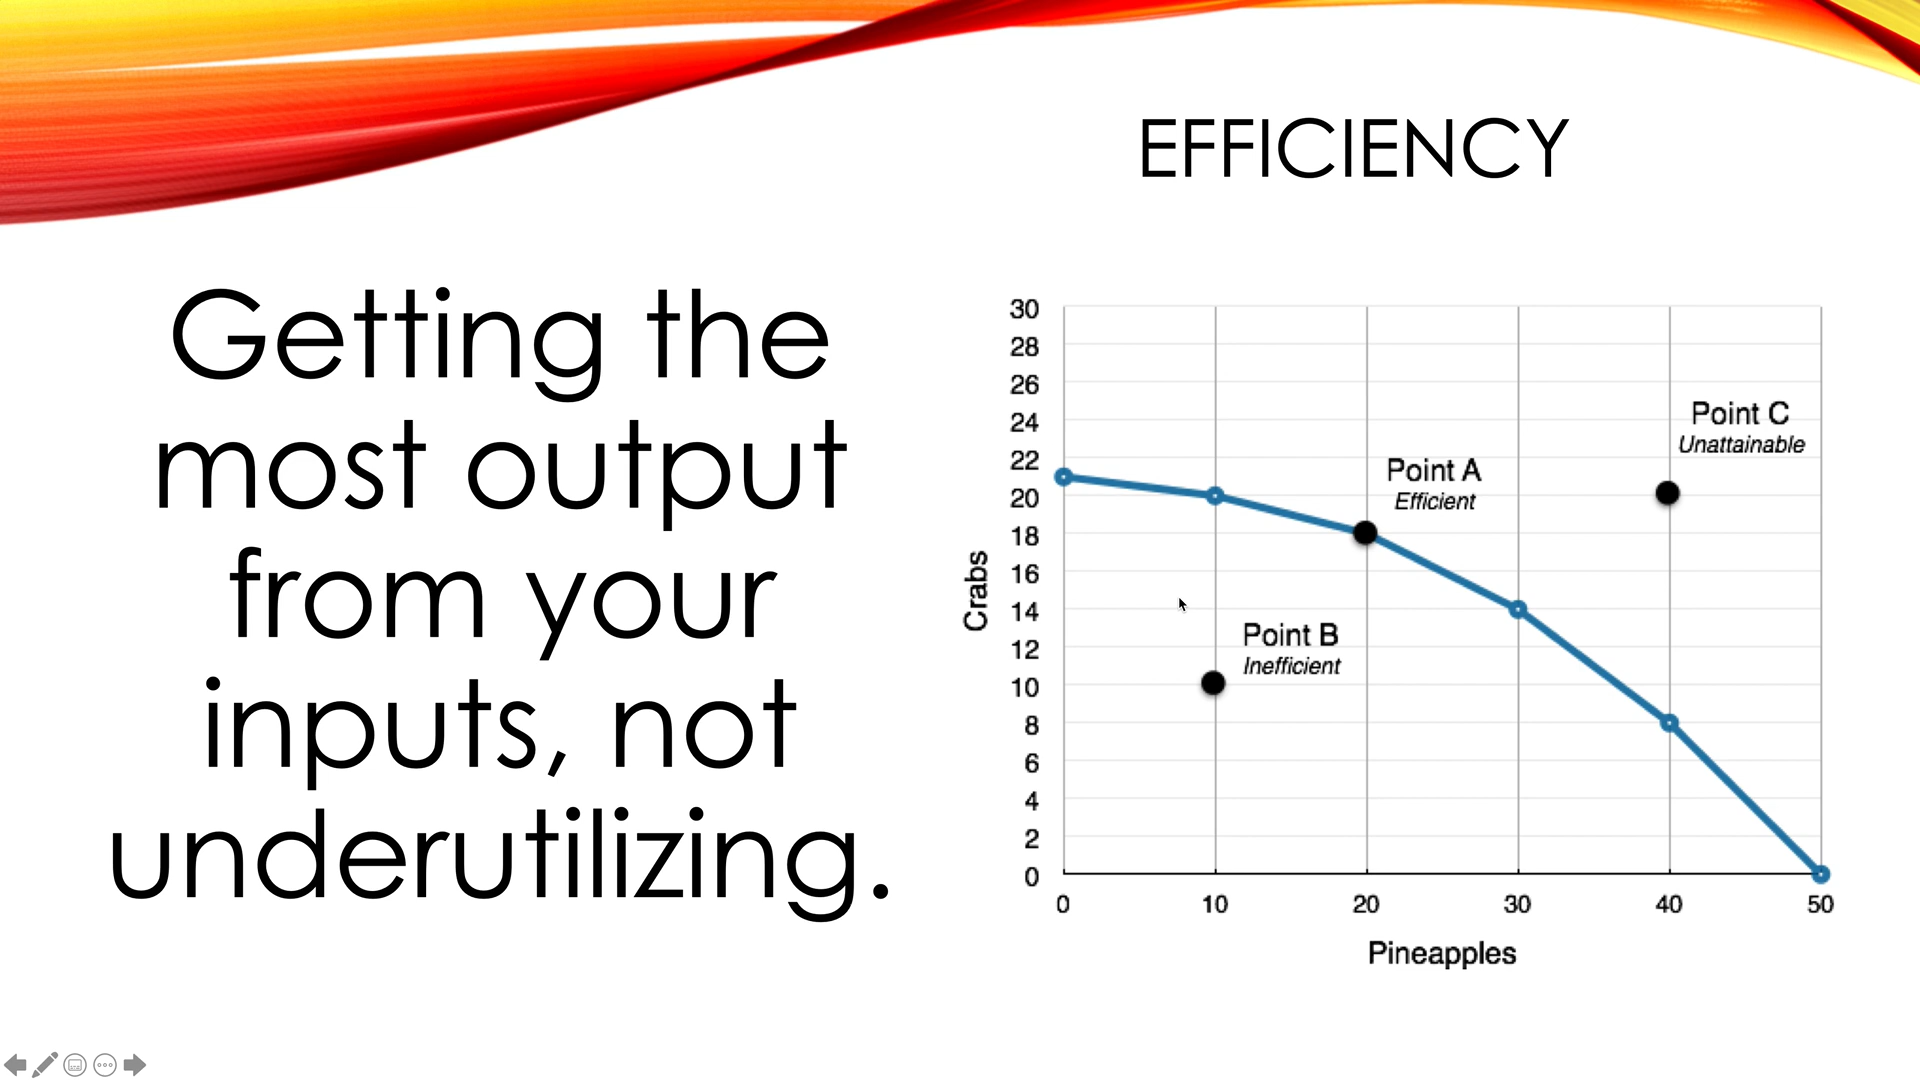 EFFICIENCY
Getting the
most output
from your
inputs, not
underutilizing.
30
28
26
24
22
20
18
16
14
12
10
8
6
4
2
0
Crabs
Point C
Unattainable
Point A
Efficient
Point B
Inefficient
0 10 20 30 40 50
Pineapples